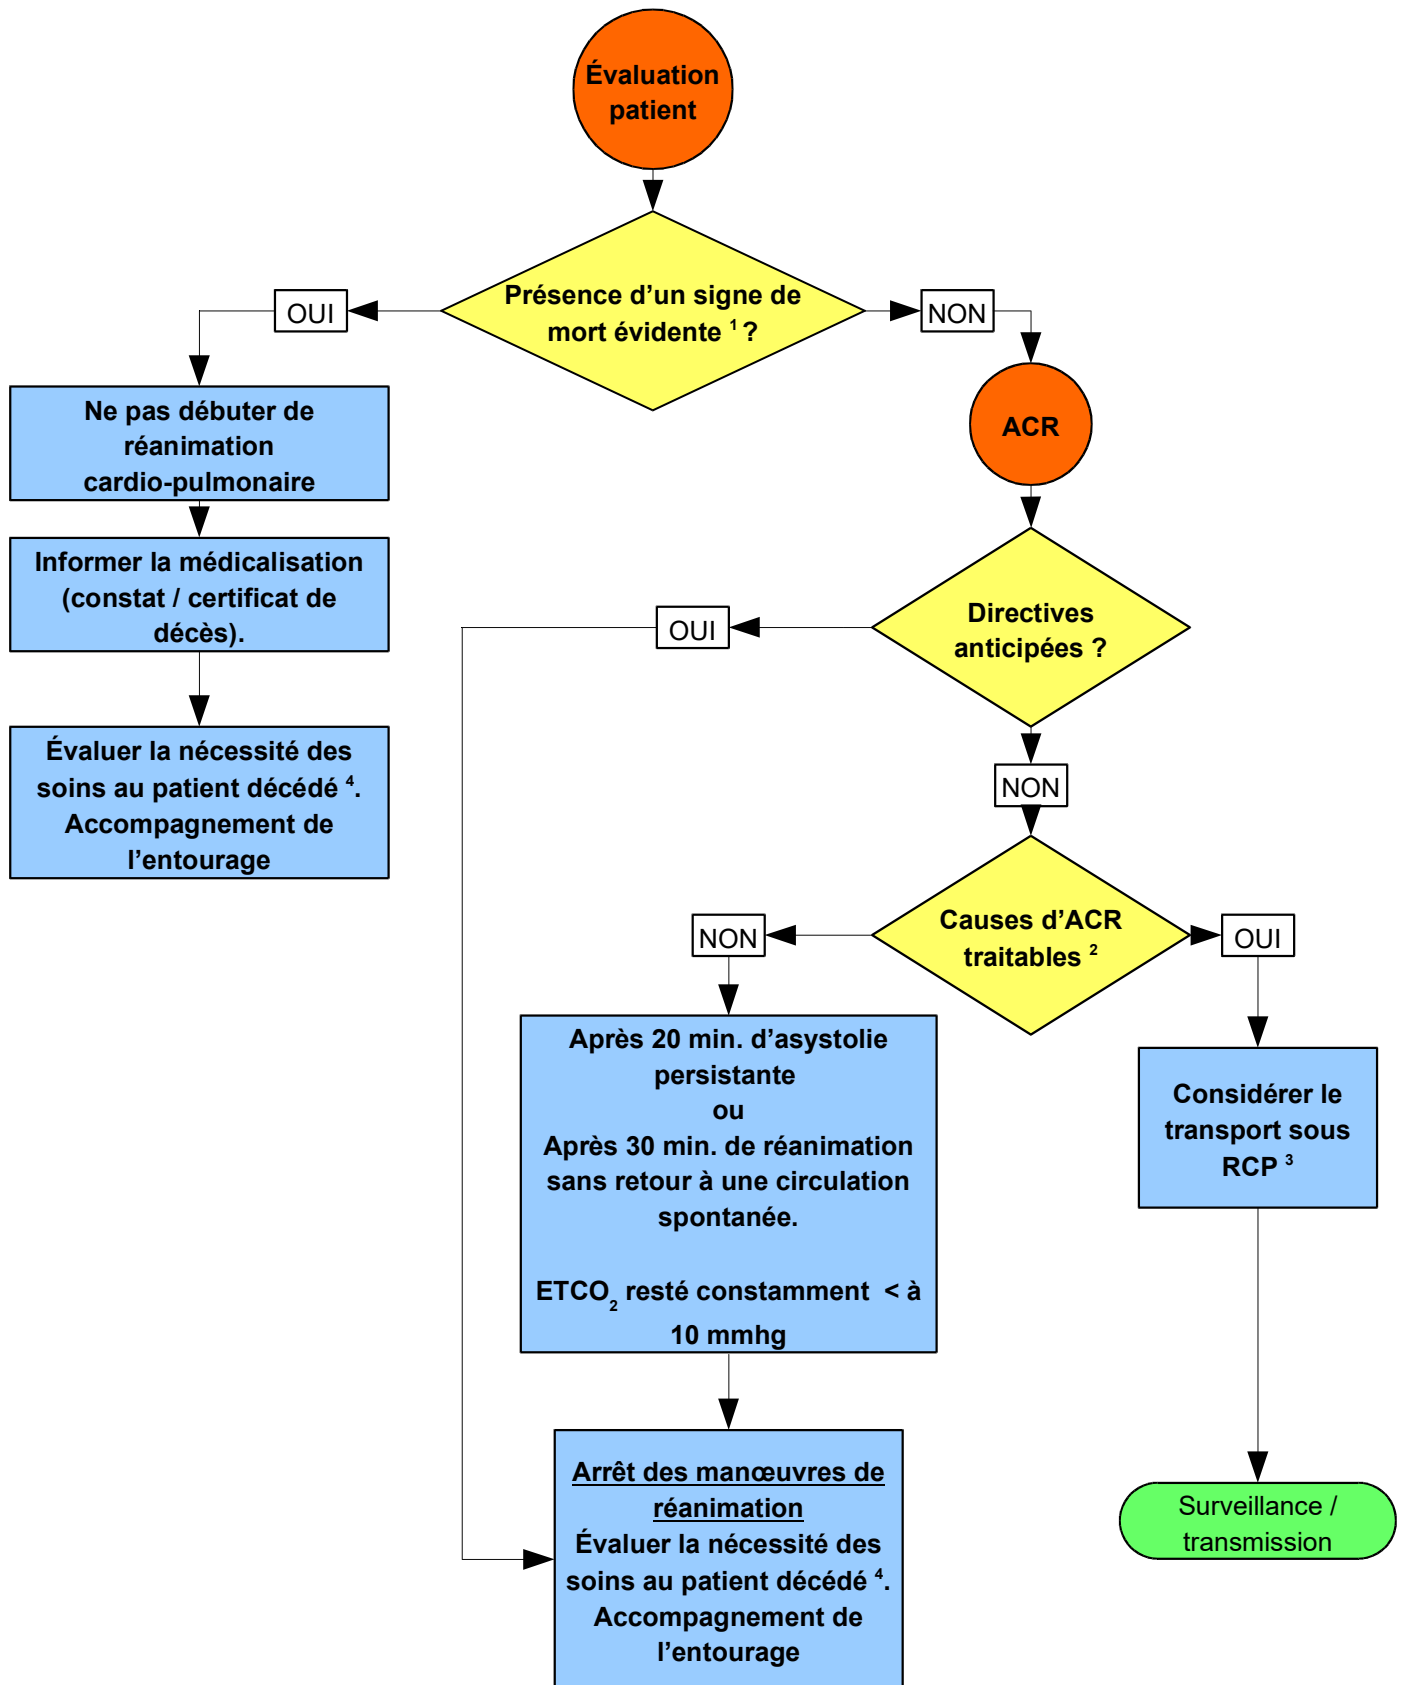 Évaluation
patient
Présence d’un signe de
mort évidente ¹ ?
OUI
NON
Ne pas débuter de
réanimation
cardio-pulmonaire
ACR
Informer la médicalisation
(constat / certificat de
décès).
Directives
anticipées ?
OUI
NON
Évaluer la nécessité des
soins au patient décédé ⁴.
Accompagnement de
l’entourage
Causes d’ACR
traitables ²
NON
OUI
Après 20 min. d’asystolie
persistante
ou
Après 30 min. de réanimation
sans retour à une circulation
spontanée.
ETCO₂ resté constamment < à
10 mmhg
Considérer le
transport sous
RCP ³
Arrêt des manœuvres de
réanimation
Évaluer la nécessité des
soins au patient décédé ⁴.
Accompagnement de
l’entourage
Surveillance /
transmission